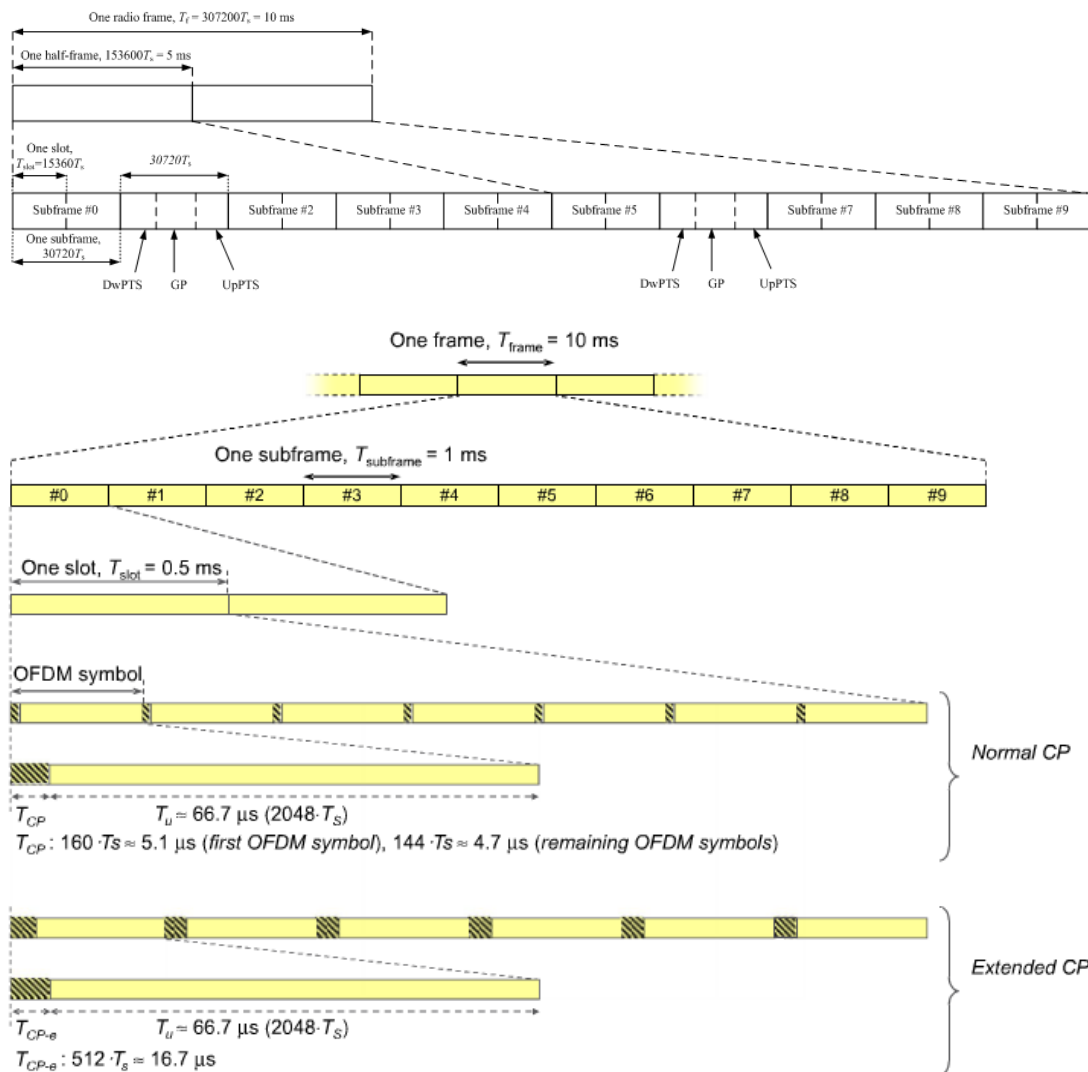 One radio frame, T_f = 307200T_s = 10 ms
One half-frame, 153600T_s = 5 ms
One slot,
T_slot=15360T_s
30720T_s
Subframe #0
Subframe #2
Subframe #3
Subframe #4
Subframe #5
Subframe #7
Subframe #8
Subframe #9
One subframe,
30720T_s
DwPTS
GP
UpPTS
DwPTS
GP
UpPTS
One frame, T_frame = 10 ms
One subframe, T_subframe = 1 ms
#0 #1 #2 #3 #4 #5 #6 #7 #8 #9
One slot, T_slot = 0.5 ms
OFDM symbol
Normal CP
T_CP
T_u ≈ 66.7 μs (2048·T_S)
T_CP : 160 ·Ts ≈ 5.1 μs (first OFDM symbol), 144 ·Ts ≈ 4.7 μs (remaining OFDM symbols)
Extended CP
T_CP-e
T_u ≈ 66.7 μs (2048·T_S)
T_CP-e : 512 ·T_s ≈ 16.7 μs